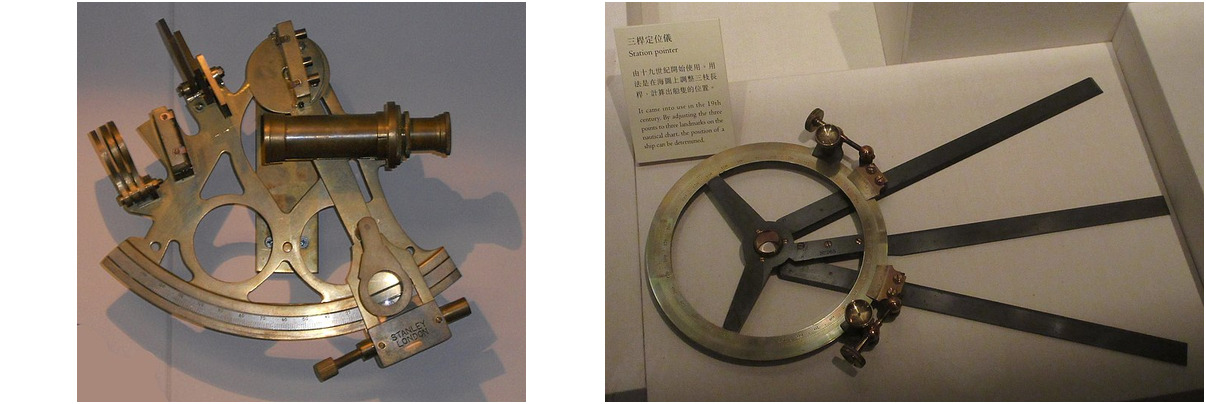 STANLEY
LONDON
三桿定位儀
Station pointer
由十九世紀開始使用。用
法是在海圖上調整三枝長
桿，計算出船隻的位置。
It came into use in the 19th
century. By adjusting the three
points to three landmarks on the
nautical chart, the position of a
ship can be determined.